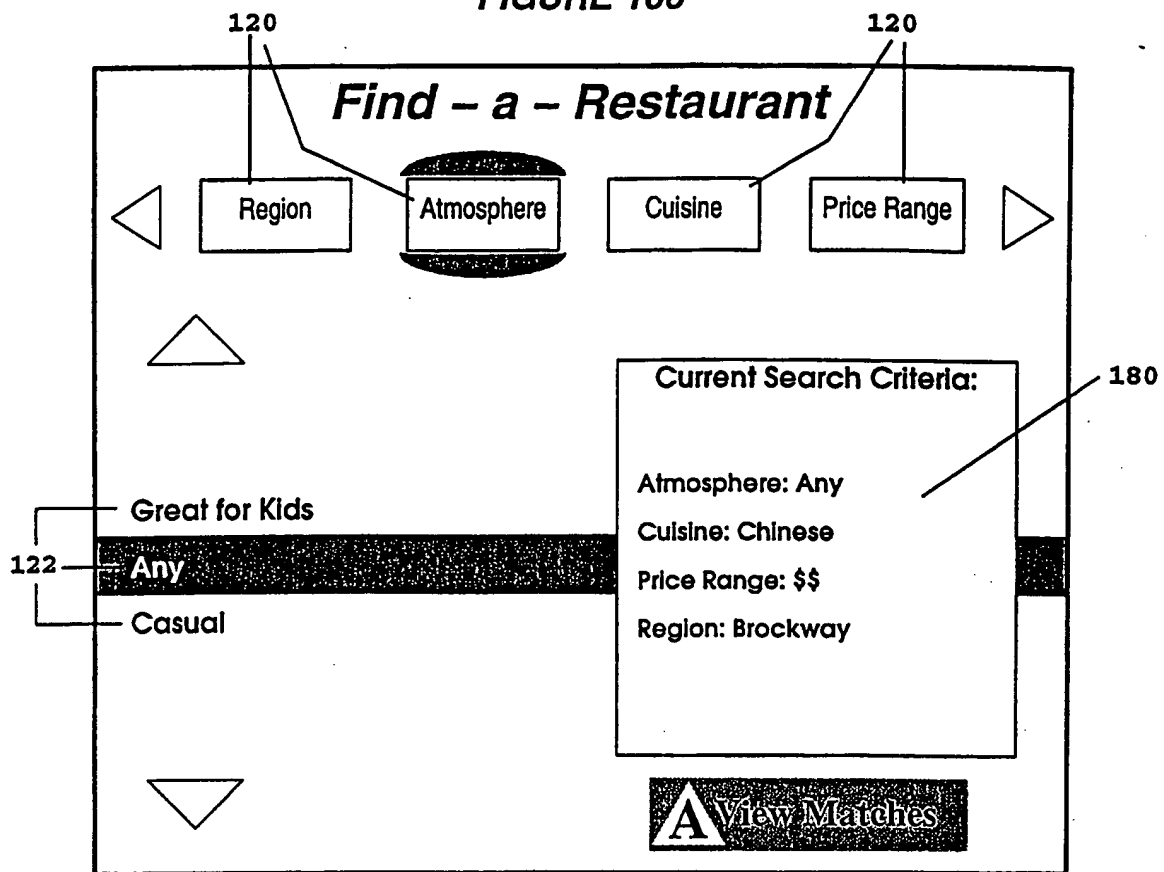 120 120
Find – a – Restaurant
Region Atmosphere Cuisine Price Range
Current Search Criteria:
180
Atmosphere: Any
Great for Kids
Cuisine: Chinese
122 Any
Price Range: $$
Casual
Region: Brockway
A View Matches